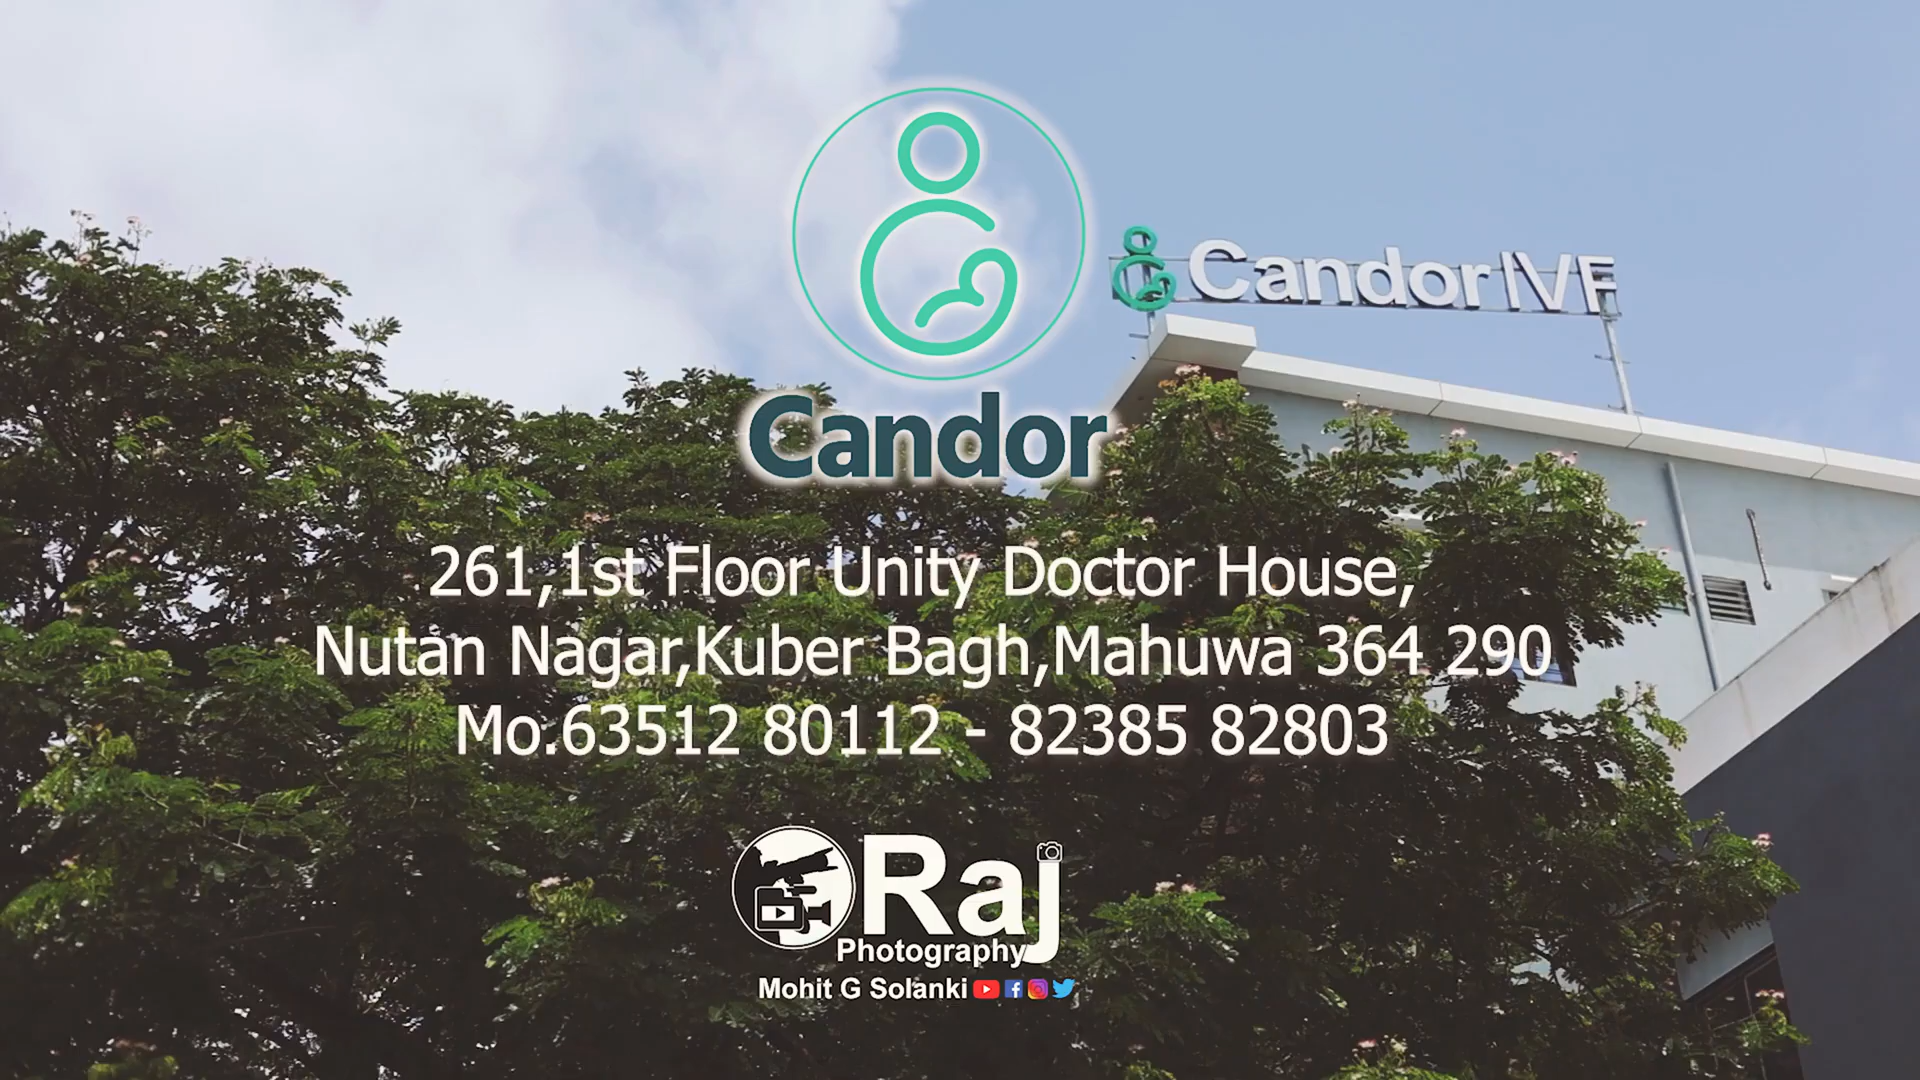 Candor IVF
Candor
261,1st Floor Unity Doctor House,
Nutan Nagar,Kuber Bagh,Mahuwa 364 290
Mo.63512 80112 - 82385 82803
Raj
Photography
Mohit G Solanki